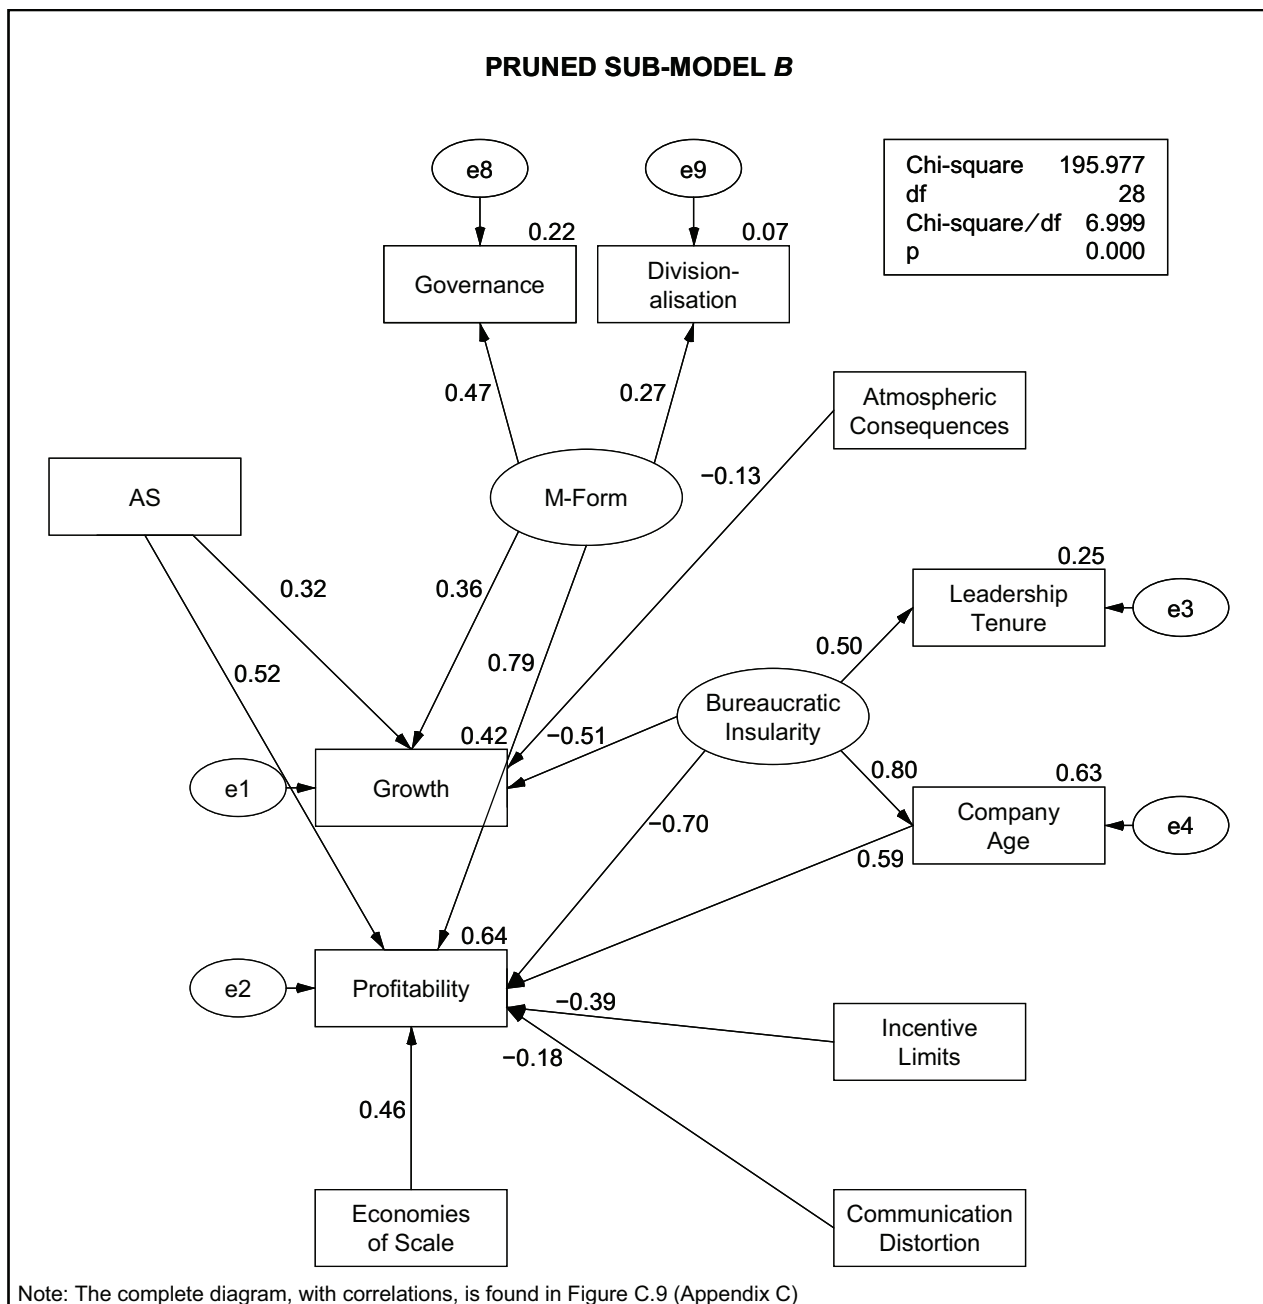 PRUNED SUB-MODEL B
e8
e9
Chi-square 195.977
df 28
Chi-square/df 6.999
p 0.000
0.22
0.07
Governance
Division-
alisation
0.47
0.27
Atmospheric
Consequences
−0.13
AS
M-Form
0.32
0.36
0.25
Leadership
Tenure
e3
0.50
0.52
0.79
Bureaucratic
Insularity
0.42
−0.51
e1
Growth
0.80
0.63
Company
Age
e4
−0.70
0.59
0.64
e2
Profitability
−0.39
Incentive
Limits
−0.18
0.46
Economies
of Scale
Communication
Distortion
Note: The complete diagram, with correlations, is found in Figure C.9 (Appendix C)